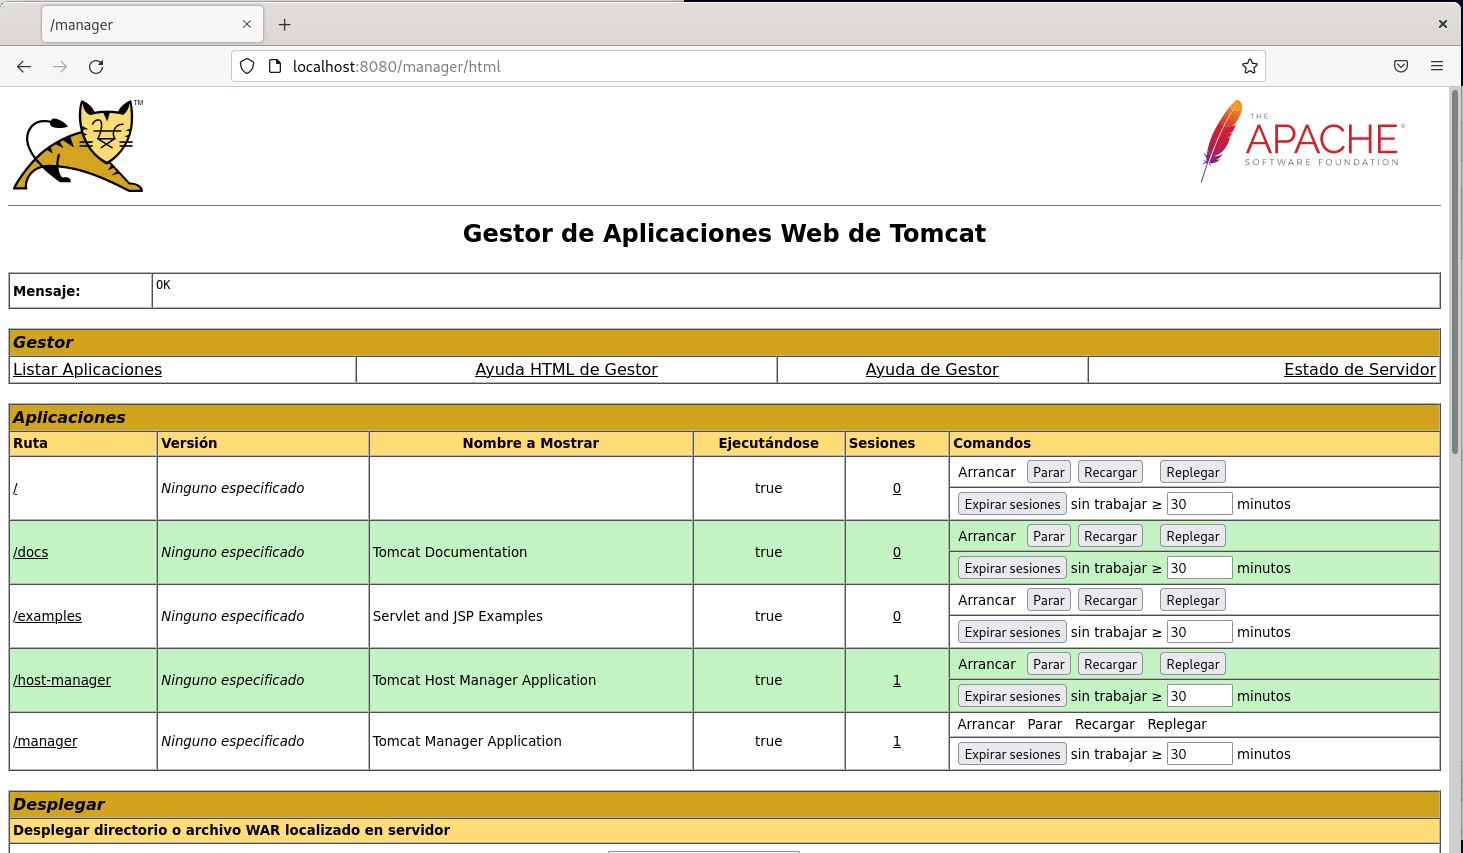 /manager
localhost:8080/manager/html
TM
THE
APACHE®
SOFTWARE FOUNDATION
Gestor de Aplicaciones Web de Tomcat
Mensaje: OK
Gestor
Listar Aplicaciones Ayuda HTML de Gestor Ayuda de Gestor Estado de Servidor
Aplicaciones
Ruta Versión Nombre a Mostrar Ejecutándose Sesiones Comandos
/ Ninguno especificado true 0 Arrancar Parar Recargar Replegar
Expirar sesiones sin trabajar ≥ 30 minutos
/docs Ninguno especificado Tomcat Documentation true 0 Arrancar Parar Recargar Replegar
Expirar sesiones sin trabajar ≥ 30 minutos
/examples Ninguno especificado Servlet and JSP Examples true 0 Arrancar Parar Recargar Replegar
Expirar sesiones sin trabajar ≥ 30 minutos
/host-manager Ninguno especificado Tomcat Host Manager Application true 1 Arrancar Parar Recargar Replegar
Expirar sesiones sin trabajar ≥ 30 minutos
/manager Ninguno especificado Tomcat Manager Application true 1 Arrancar Parar Recargar Replegar
Expirar sesiones sin trabajar ≥ 30 minutos
Desplegar
Desplegar directorio o archivo WAR localizado en servidor